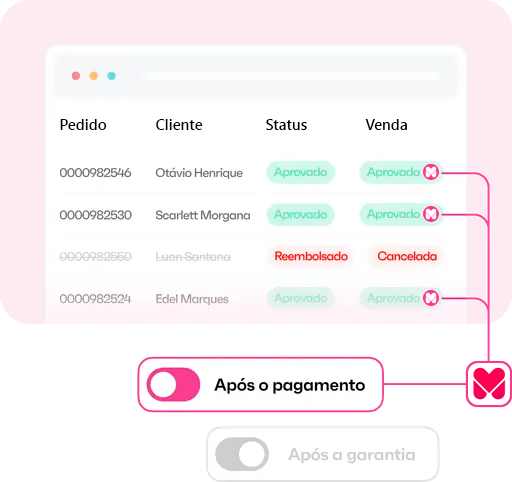 Pedido Cliente Status Venda
0000982546 Otávio Henrique Aprovado Aprovado
0000982530 Scarlett Morgana Aprovado Aprovado
0000982550 Luan Santana Reembolsado Cancelada
0000982524 Edel Marques Aprovado Aprovado
Após o pagamento
Após a garantia